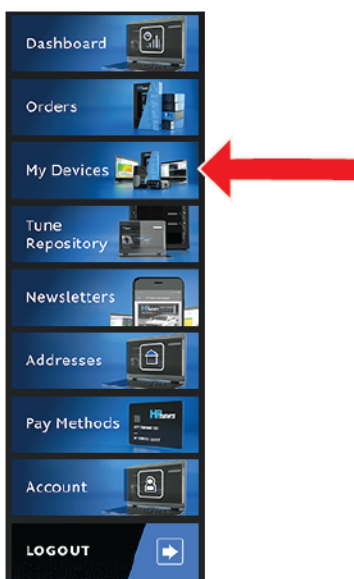 Dashboard
Orders
My Devices
Tune
Repository
Newsletters
Addresses
Pay Methods
Account
LOGOUT